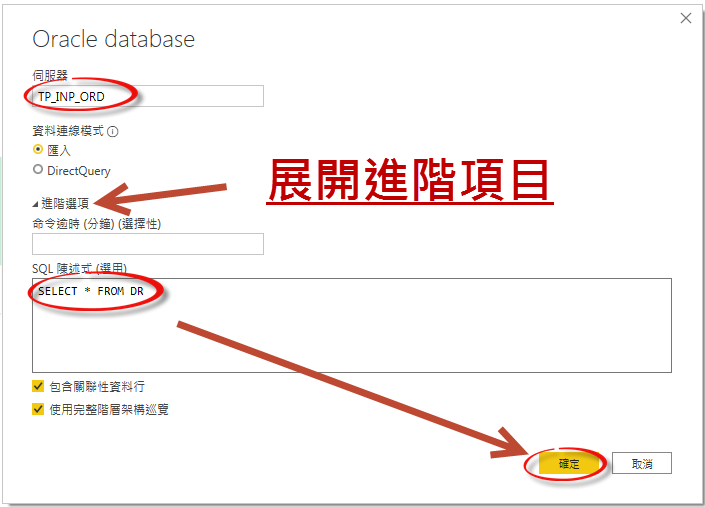 Oracle database
伺服器
TP_INP_ORD
資料連線模式
匯入
DirectQuery
展開進階項目
進階選項
命令逾時 (分鐘) (選擇性)
SQL 陳述式 (選用)
SELECT * FROM DR
包含關聯性資料行
使用完整階層架構巡覽
確定
取消